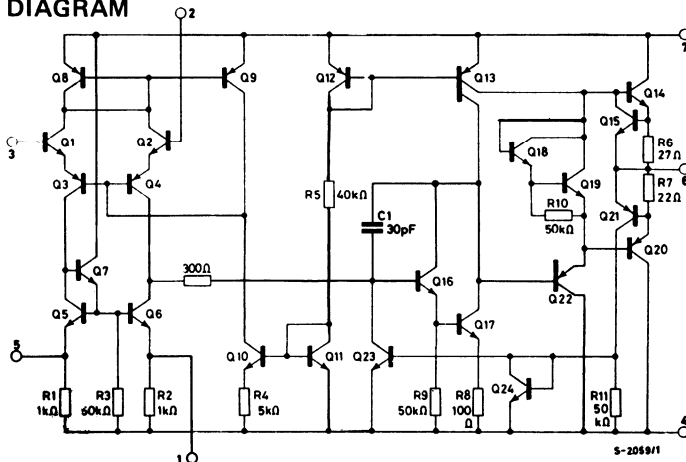 DIAGRAM
2
7
Q8
Q9
Q12
Q13
Q14
Q15
Q1
Q2
Q18
R6
27Ω
3
6
Q3
Q4
R5
40kΩ
Q19
R7
22Ω
R10
50kΩ
C1
30pF
Q21
Q20
Q7
300Ω
Q16
Q22
Q5
Q6
Q17
5
Q10
Q11
Q23
Q24
R1
1kΩ
R3
60kΩ
R2
1kΩ
R4
5kΩ
R9
50kΩ
R8
100
Ω
R11
50
kΩ
4
1
S-2059/1